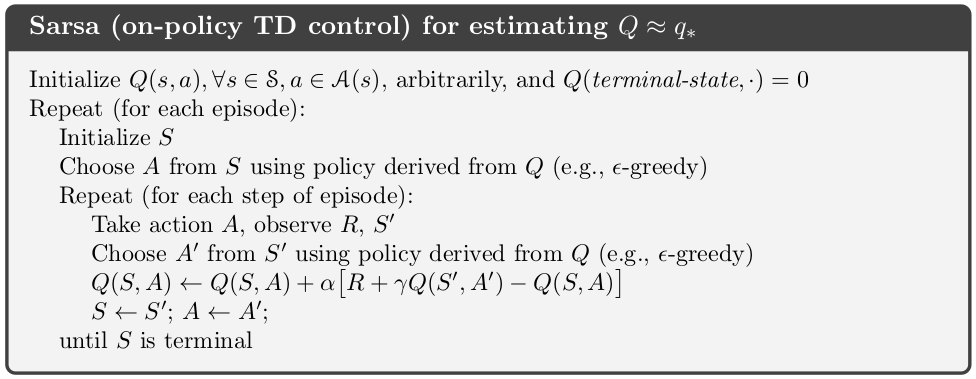 Sarsa (on-policy TD control) for estimating Q ≈ q∗
Initialize Q(s, a), ∀s ∈ 𝒮, a ∈ 𝒜(s), arbitrarily, and Q(terminal-state, ·) = 0
Repeat (for each episode):
Initialize S
Choose A from S using policy derived from Q (e.g., ϵ-greedy)
Repeat (for each step of episode):
Take action A, observe R, S′
Choose A′ from S′ using policy derived from Q (e.g., ϵ-greedy)
Q(S, A) ← Q(S, A) + α[R + γQ(S′, A′) − Q(S, A)]
S ← S′; A ← A′;
until S is terminal